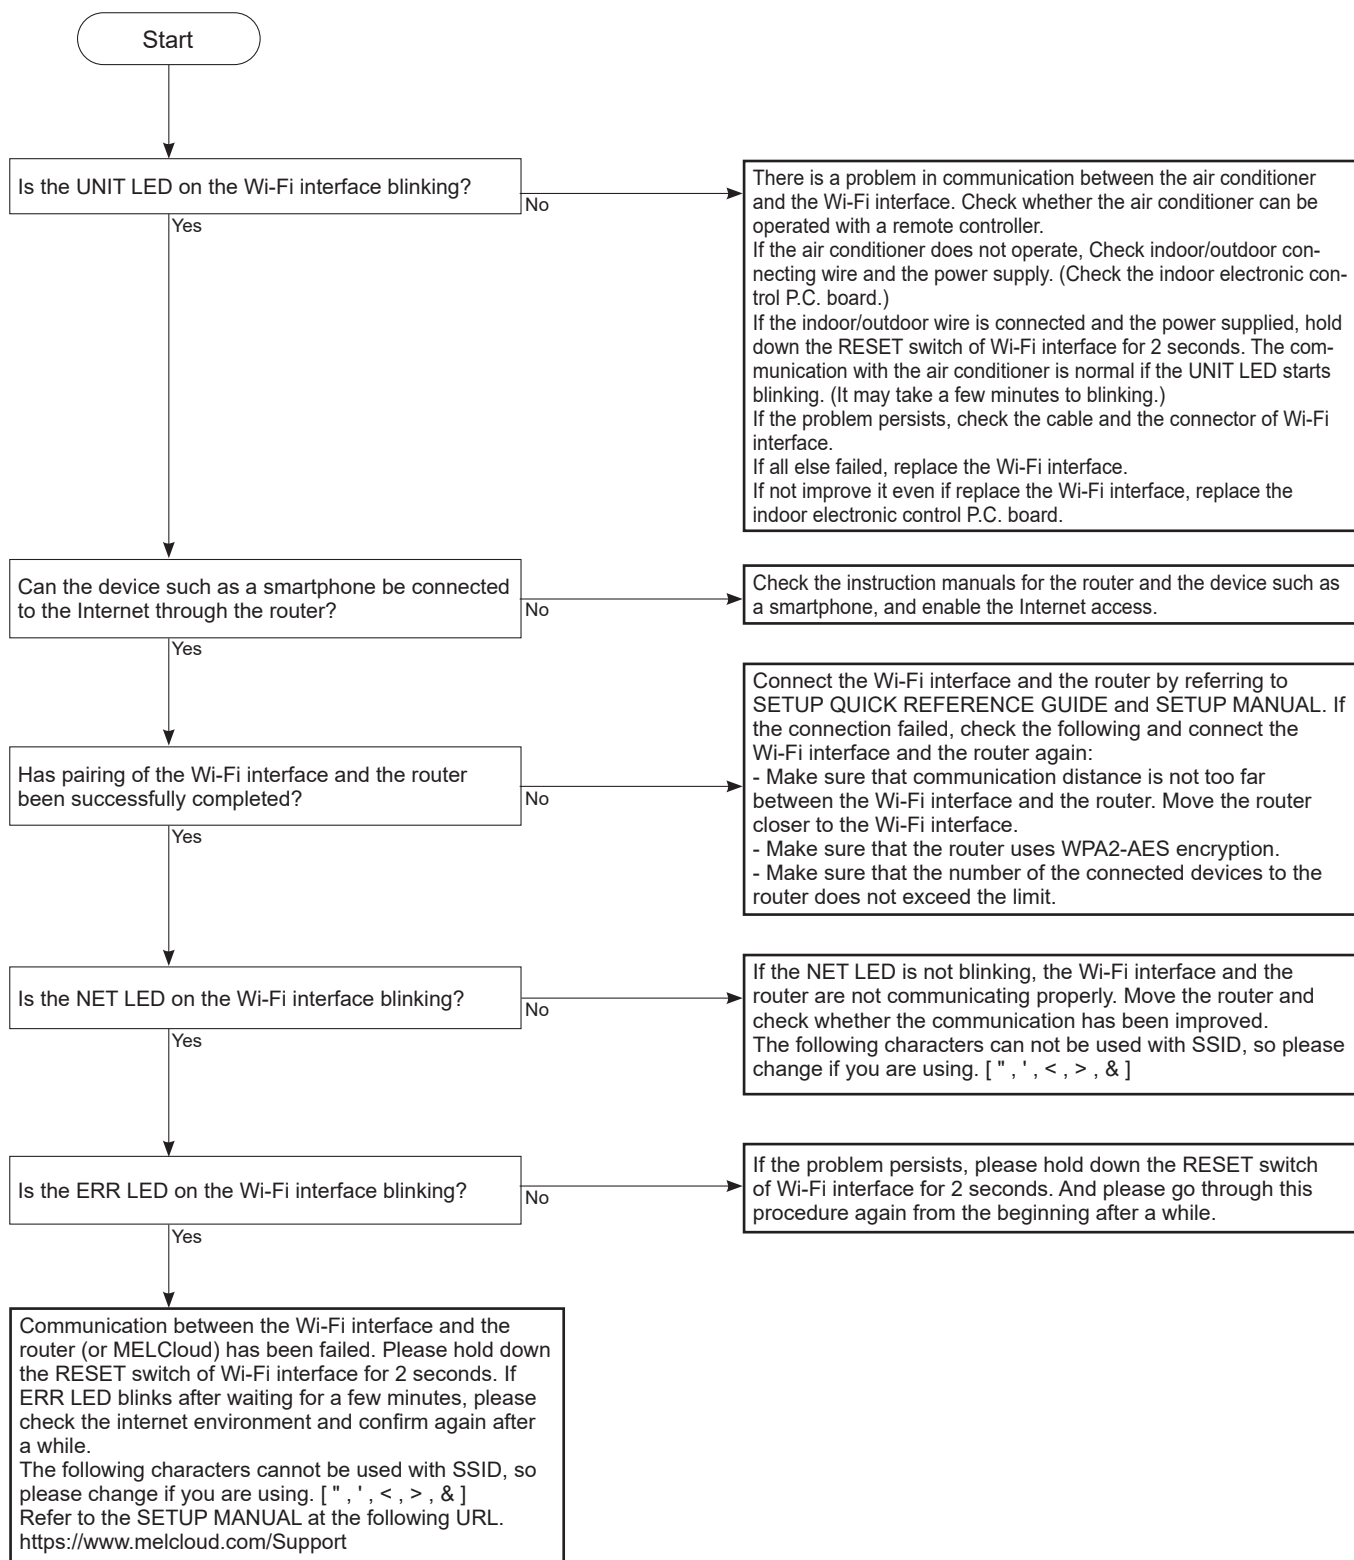 Start
Is the UNIT LED on the Wi-Fi interface blinking?
No
Yes
There is a problem in communication between the air conditioner
and the Wi-Fi interface. Check whether the air conditioner can be
operated with a remote controller.
If the air conditioner does not operate, Check indoor/outdoor con-
necting wire and the power supply. (Check the indoor electronic con-
trol P.C. board.)
If the indoor/outdoor wire is connected and the power supplied, hold
down the RESET switch of Wi-Fi interface for 2 seconds. The com-
munication with the air conditioner is normal if the UNIT LED starts
blinking. (It may take a few minutes to blinking.)
If the problem persists, check the cable and the connector of Wi-Fi
interface.
If all else failed, replace the Wi-Fi interface.
If not improve it even if replace the Wi-Fi interface, replace the
indoor electronic control P.C. board.
Can the device such as a smartphone be connected
to the Internet through the router?
No
Yes
Check the instruction manuals for the router and the device such as
a smartphone, and enable the Internet access.
Has pairing of the Wi-Fi interface and the router
been successfully completed?
No
Yes
Connect the Wi-Fi interface and the router by referring to
SETUP QUICK REFERENCE GUIDE and SETUP MANUAL. If
the connection failed, check the following and connect the
Wi-Fi interface and the router again:
- Make sure that communication distance is not too far
between the Wi-Fi interface and the router. Move the router
closer to the Wi-Fi interface.
- Make sure that the router uses WPA2-AES encryption.
- Make sure that the number of the connected devices to the
router does not exceed the limit.
Is the NET LED on the Wi-Fi interface blinking?
No
Yes
If the NET LED is not blinking, the Wi-Fi interface and the
router are not communicating properly. Move the router and
check whether the communication has been improved.
The following characters can not be used with SSID, so please
change if you are using. [ " , ' , < , > , & ]
Is the ERR LED on the Wi-Fi interface blinking?
No
Yes
If the problem persists, please hold down the RESET switch
of Wi-Fi interface for 2 seconds. And please go through this
procedure again from the beginning after a while.
Communication between the Wi-Fi interface and the
router (or MELCloud) has been failed. Please hold down
the RESET switch of Wi-Fi interface for 2 seconds. If
ERR LED blinks after waiting for a few minutes, please
check the internet environment and confirm again after
a while.
The following characters cannot be used with SSID, so
please change if you are using. [ " , ' , < , > , & ]
Refer to the SETUP MANUAL at the following URL.
https://www.melcloud.com/Support